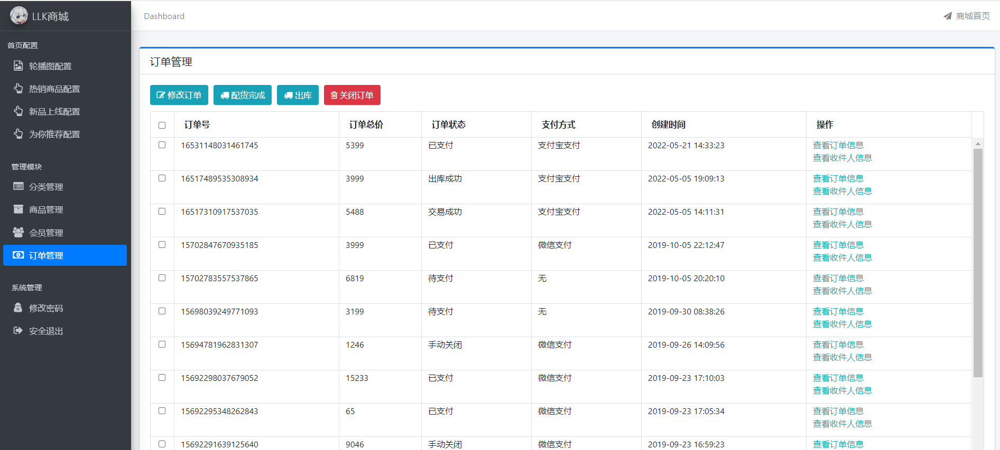 LLK商城
Dashboard
商城首页
首页配置
轮播图配置
热销商品配置
新品上线配置
为你推荐配置
管理模块
分类管理
商品管理
会员管理
订单管理
系统管理
修改密码
安全退出
订单管理
修改订单 配货完成 出库 关闭订单
订单号 订单总价 订单状态 支付方式 创建时间 操作
16531148031461745 5399 已支付 支付宝支付 2022-05-21 14:33:23 查看订单信息
查看收件人信息
16517489535308934 3999 出库成功 支付宝支付 2022-05-05 19:09:13 查看订单信息
查看收件人信息
16517310917537035 5488 交易成功 支付宝支付 2022-05-05 14:11:31 查看订单信息
查看收件人信息
15702847670935185 3999 已支付 微信支付 2019-10-05 22:12:47 查看订单信息
查看收件人信息
15702783557537865 6819 待支付 无 2019-10-05 20:20:10 查看订单信息
查看收件人信息
15698039249771093 3199 待支付 无 2019-09-30 08:38:26 查看订单信息
查看收件人信息
15694781962831307 1246 手动关闭 微信支付 2019-09-26 14:09:56 查看订单信息
查看收件人信息
15692298037679052 15233 已支付 微信支付 2019-09-23 17:10:03 查看订单信息
查看收件人信息
15692295348262843 65 已支付 微信支付 2019-09-23 17:05:34 查看订单信息
查看收件人信息
15692291639125640 9046 手动关闭 微信支付 2019-09-23 16:59:23 查看订单信息